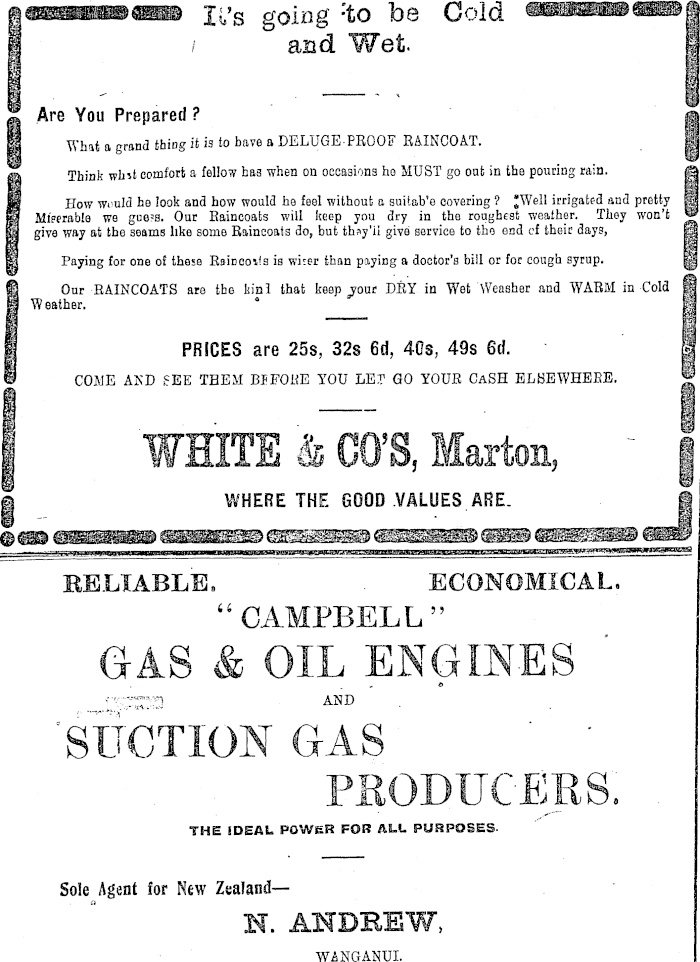 It's going to be Cold
and Wet.
Are You Prepared?
What a grand thing it is to have a DELUGE-PROOF RAINCOAT.
Think what comfort a fellow has when on occasions he MUST go out in the pouring rain.
How would he look and how would he feel without a suitab'e covering? Well irrigated and pretty
Miserable we guess. Our Raincoats will keep you dry in the roughest weather. They won't
give way at the seams like some Raincoats do, but they'll give service to the end of their days,
Paying for one of these Raincoats is wiser than paying a doctor's bill or for cough syrup.
Our RAINCOATS are the kind that keep your DRY in Wet Weasher and WARM in Cold
Weather.
PRICES are 25s, 32s 6d, 40s, 49s 6d.
COME AND SEE THEM BEFORE YOU LET GO YOUR CASH ELSEWHERE.
WHITE & CO'S, Marton,
WHERE THE GOOD VALUES ARE.
RELIABLE. ECONOMICAL.
"CAMPBELL"
GAS & OIL ENGINES
AND
SUCTION GAS
PRODUCERS.
THE IDEAL POWER FOR ALL PURPOSES.
Sole Agent for New Zealand—
N. ANDREW,
WANGANUI.